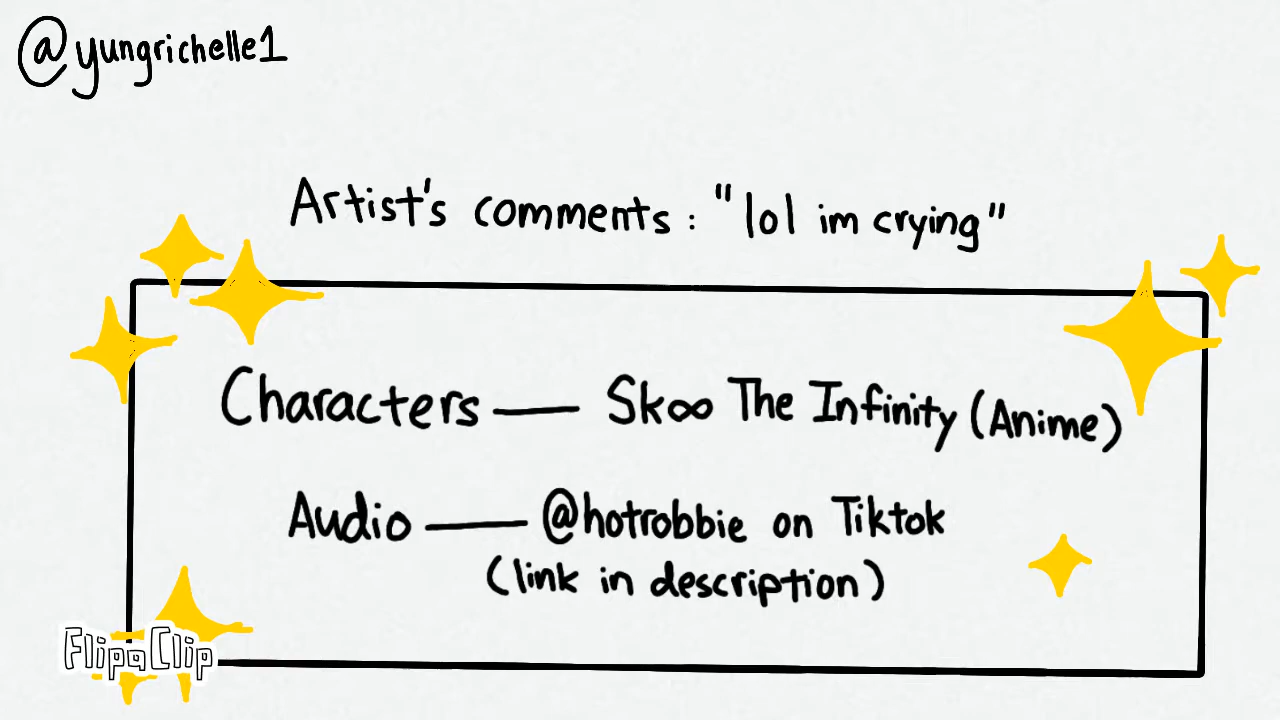 @yungrichelle1
Artist's comments : "lol im crying"
Characters — Sk∞ The Infinity (Anime)
Audio — @hotrobbie on Tiktok
(link in description)
FlipaClip